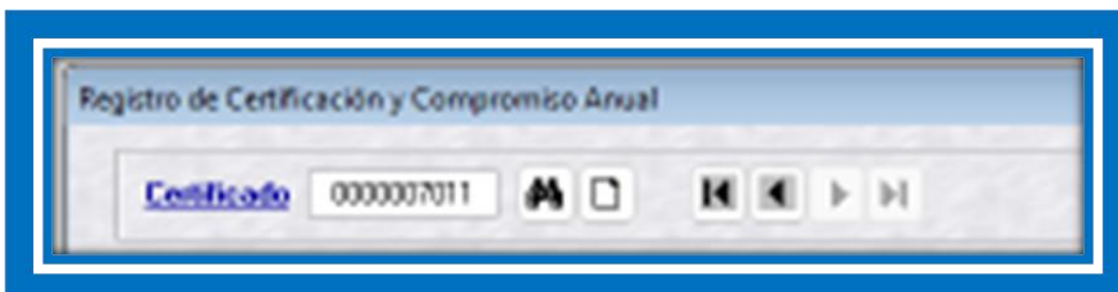 Registro de Certificación y Compromiso Anual
Certificado 0000007011